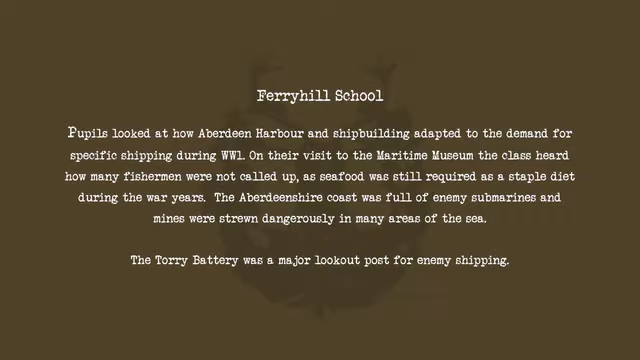 Ferryhill School
Pupils looked at how Aberdeen Harbour and shipbuilding adapted to the demand for
specific shipping during WW1. On their visit to the Maritime Museum the class heard
how many fishermen were not called up, as seafood was still required as a staple diet
during the war years. The Aberdeenshire coast was full of enemy submarines and
mines were strewn dangerously in many areas of the sea.
The Torry Battery was a major lookout post for enemy shipping.